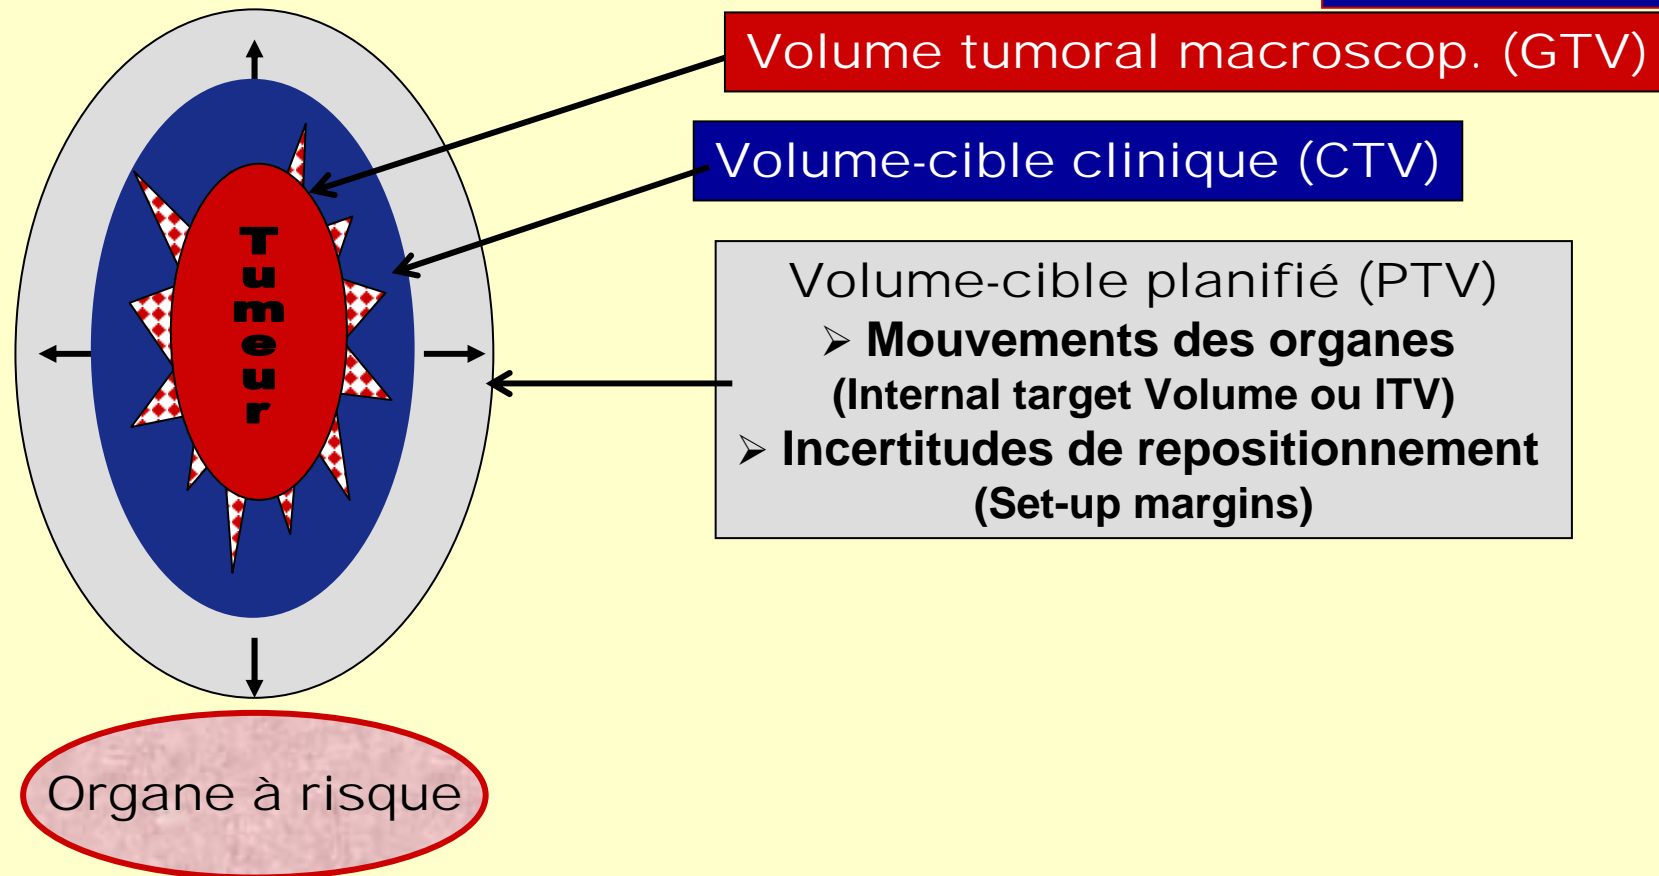 Volume tumoral macroscop. (GTV)
Volume-cible clinique (CTV)
Tumeur
Volume-cible planifié (PTV)
➢ Mouvements des organes
(Internal target Volume ou ITV)
➢ Incertitudes de repositionnement
(Set-up margins)
Organe à risque